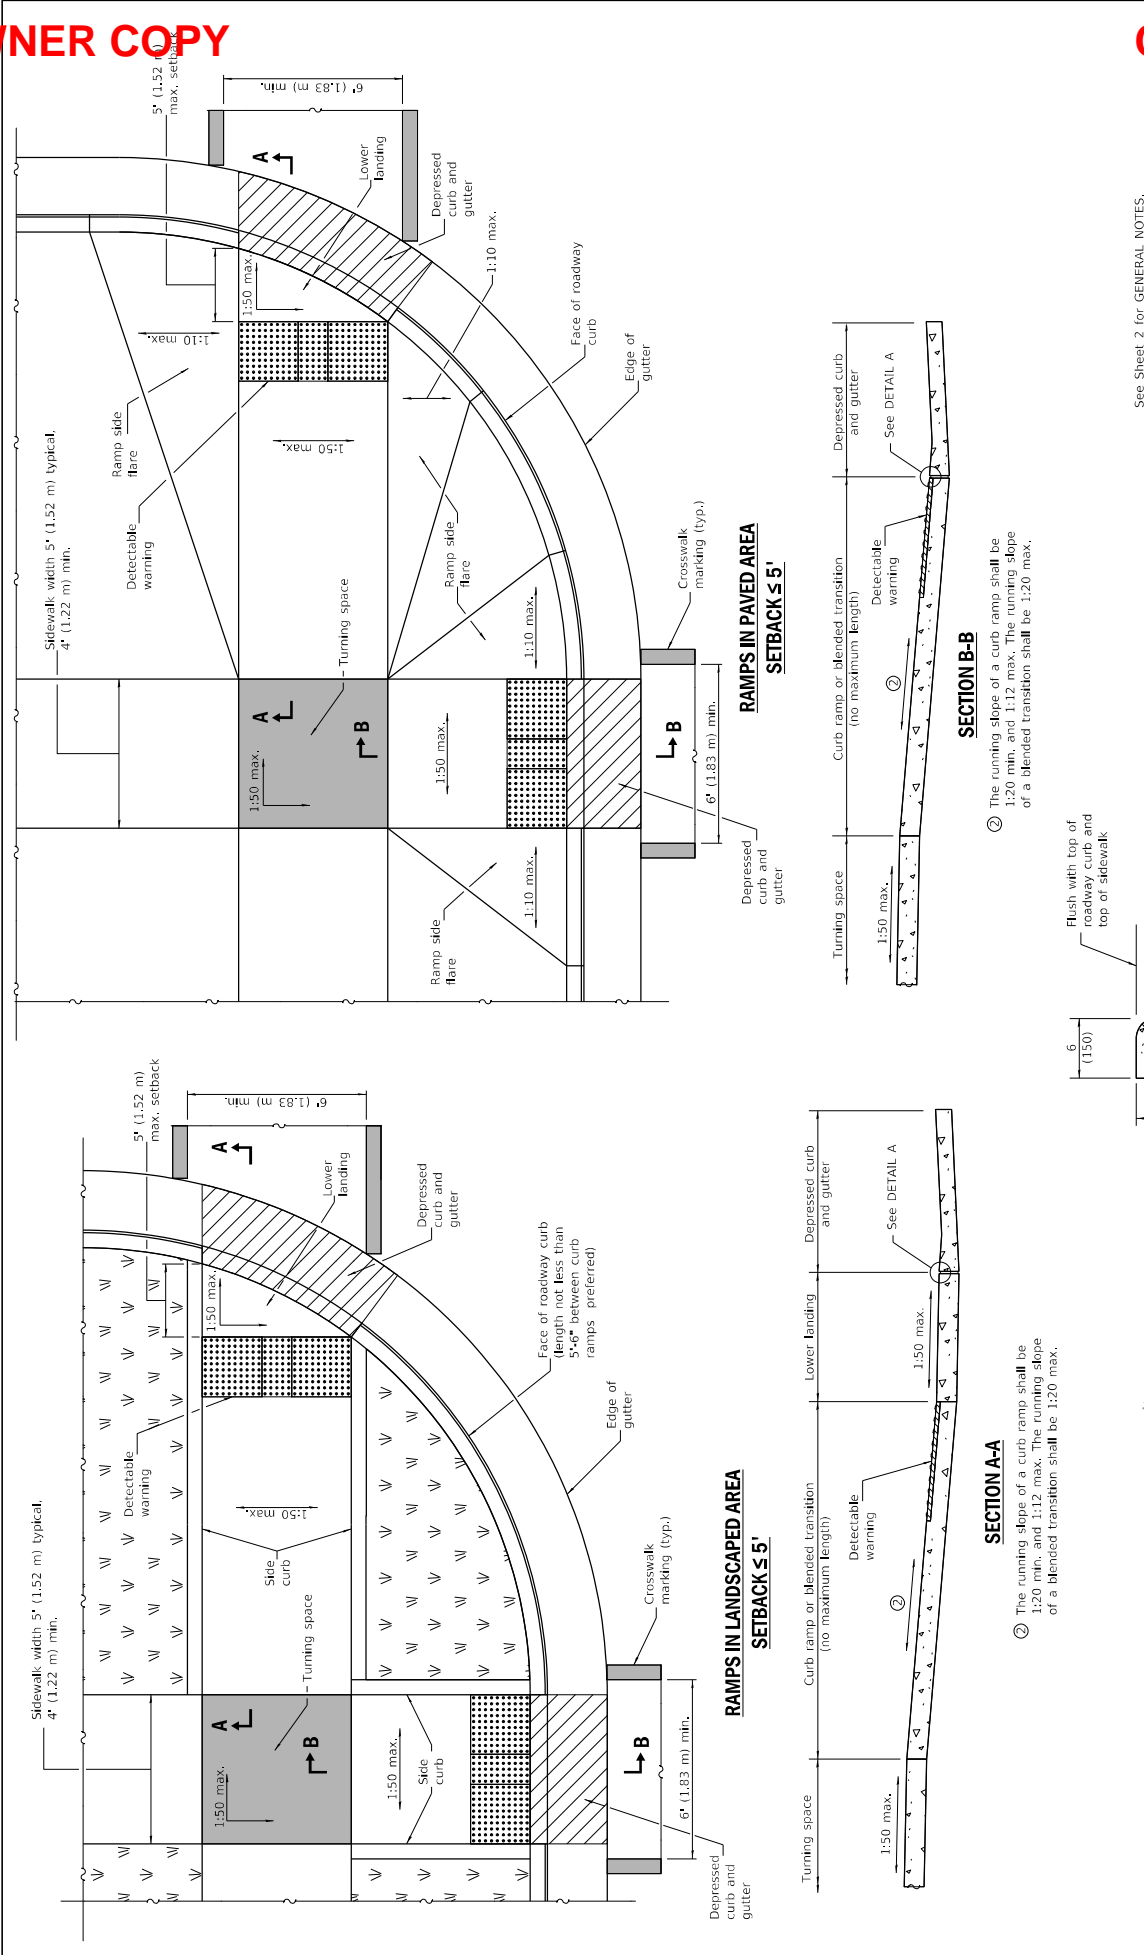 OWNER COPY
RAMPS IN LANDSCAPED AREA
SETBACK ≤ 5'
Sidewalk width 5' (1.52 m) typical,
4' (1.22 m) min.
5' (1.52 m)
max. setback
6' (1.83 m) min.
A
A
B
B
1:50 max.
1:50 max.
1:50 max.
1:50 max.
Detectable
warning
Side
curb
Side
curb
Turning space
Lower
landing
Depressed
curb and
gutter
Face of roadway curb
(length not less than
5'-6" between curb
ramps preferred)
Edge of
gutter
Crosswalk
marking (typ.)
6' (1.83 m) min.
Depressed
curb and
gutter
RAMPS IN PAVED AREA
SETBACK ≤ 5'
Sidewalk width 5' (1.52 m) typical,
4' (1.22 m) min.
5' (1.52 m)
max. setback
6' (1.83 m) min.
A
A
B
B
1:50 max.
1:50 max.
1:50 max.
1:50 max.
1:10 max.
1:10 max.
1:10 max.
1:10 max.
Ramp side
flare
Ramp side
flare
Ramp side
flare
Detectable
warning
Turning space
Lower
landing
Depressed
curb and
gutter
Face of roadway
curb
Edge of
gutter
Crosswalk
marking (typ.)
6' (1.83 m) min.
Depressed
curb and
gutter
Turning space
Curb ramp or blended transition
(no maximum length)
Lower landing
Depressed curb
and gutter
1:50 max.
②
Detectable
warning
1:50 max.
See DETAIL A
SECTION A-A
② The running slope of a curb ramp shall be
1:20 min. and 1:12 max. The running slope
of a blended transition shall be 1:20 max.
Turning space
Curb ramp or blended transition
(no maximum length)
Depressed curb
and gutter
1:50 max.
②
Detectable
warning
See DETAIL A
SECTION B-B
② The running slope of a curb ramp shall be
1:20 min. and 1:12 max. The running slope
of a blended transition shall be 1:20 max.
6
(150)
Flush with top of
roadway curb and
top of sidewalk
See Sheet 2 for GENERAL NOTES.